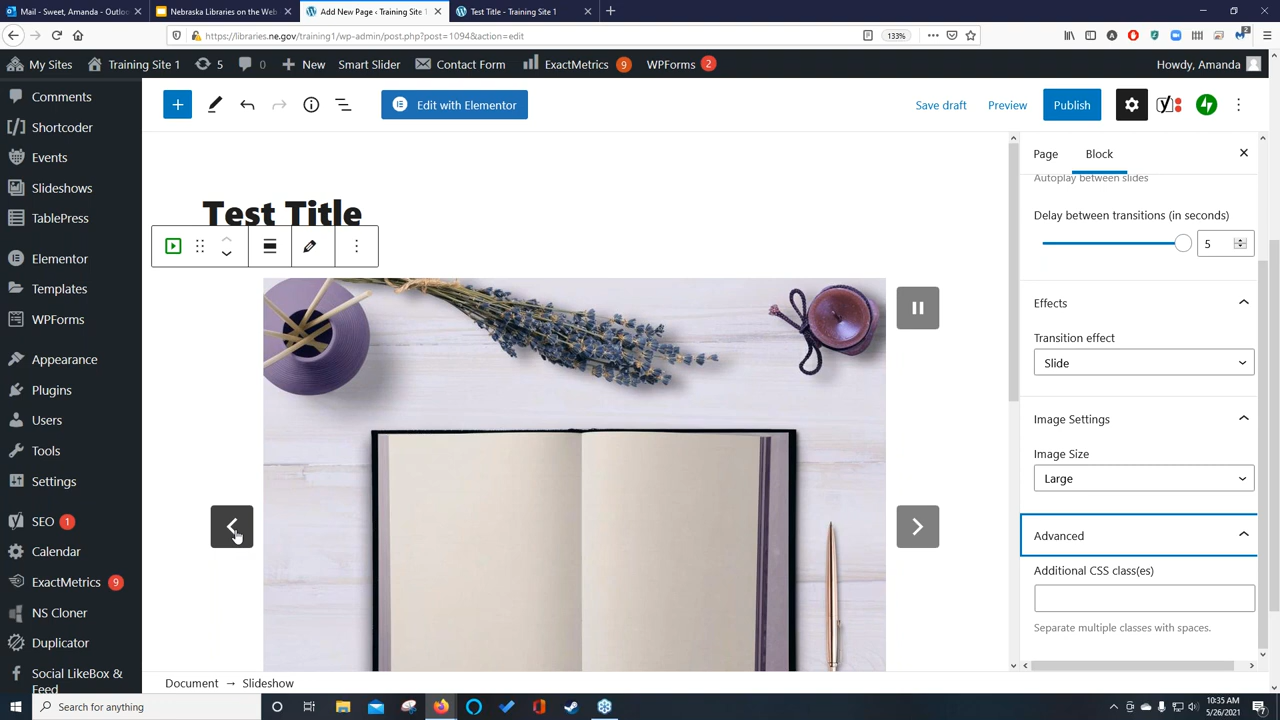 Mail - Sweet, Amanda - Outloo
Nebraska Libraries on the Web
Add New Page ‹ Training Site 1
Test Title – Training Site 1
https://libraries.ne.gov/training1/wp-admin/post.php?post=1094&action=edit
133%
2
My Sites
Training Site 1
5
0
New
Smart Slider
Contact Form
ExactMetrics
9
WPForms
2
Howdy, Amanda
Comments
Shortcoder
Events
Slideshows
TablePress
Elementor
Templates
WPForms
Appearance
Plugins
Users
Tools
Settings
SEO 1
Calendar
ExactMetrics 9
NS Cloner
Duplicator
Social LikeBox &
Feed
Edit with Elementor
Save draft
Preview
Publish
Test Title
Page
Block
Autoplay between slides
Delay between transitions (in seconds)
5
Effects
Transition effect
Slide
Image Settings
Image Size
Large
Advanced
Additional CSS class(es)
Separate multiple classes with spaces.
Document → Slideshow
Search for anything
10:35 AM
5/26/2021